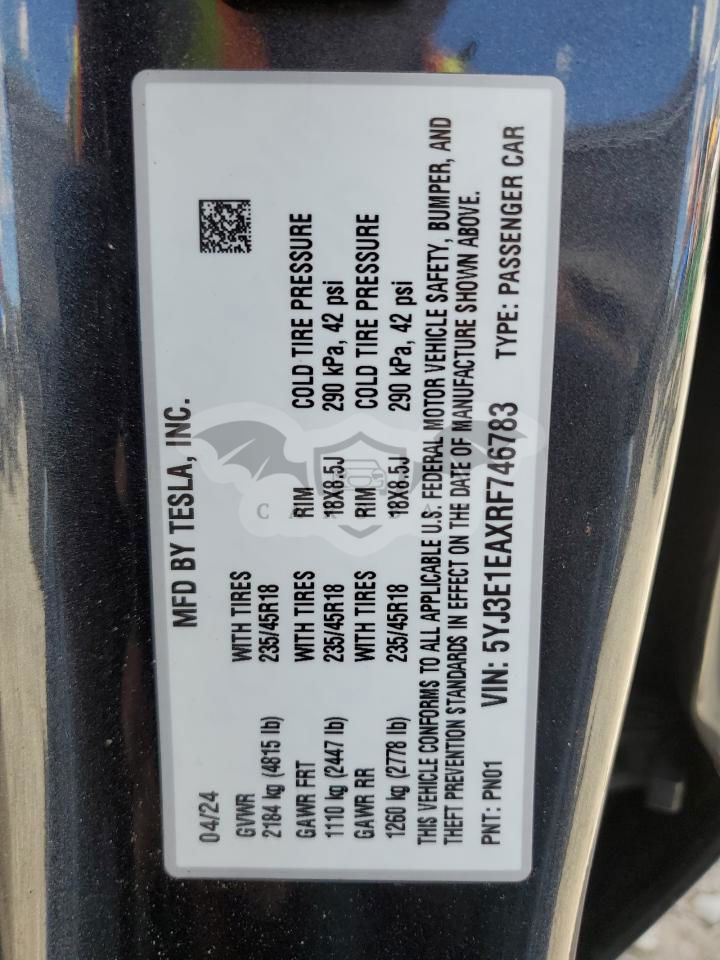 MFD BY TESLA, INC.
04/24
GVWR WITH TIRES
2184 kg (4815 lb) 235/45R18
GAWR FRT WITH TIRES RIM COLD TIRE PRESSURE
1110 kg (2447 lb) 235/45R18 18X8.5J 290 kPa, 42 psi
GAWR RR WITH TIRES RIM COLD TIRE PRESSURE
1260 kg (2778 lb) 235/45R18 18X8.5J 290 kPa, 42 psi
THIS VEHICLE CONFORMS TO ALL APPLICABLE U.S. FEDERAL MOTOR VEHICLE SAFETY, BUMPER, AND
THEFT PREVENTION STANDARDS IN EFFECT ON THE DATE OF MANUFACTURE SHOWN ABOVE.
PNT: PN01 VIN: 5YJ3E1EAXRF746783 TYPE: PASSENGER CAR